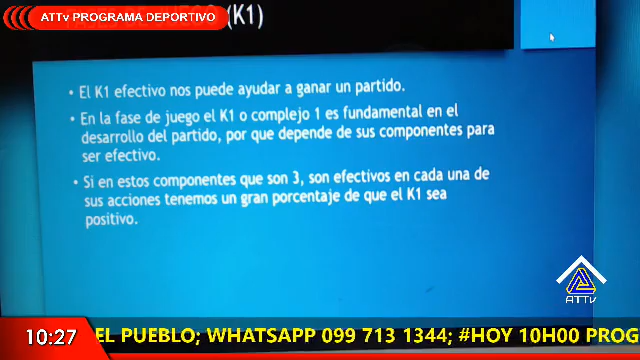 ATTv PROGRAMA DEPORTIVO
(K1)
• El K1 efectivo nos puede ayudar a ganar un partido.
• En la fase de juego el K1 o complejo 1 es fundamental en el
desarrollo del partido, por que depende de sus componentes para
ser efectivo.
• Si en estos componentes que son 3, son efectivos en cada una de
sus acciones tenemos un gran porcentaje de que el K1 sea
positivo.
ATTv
10:27
EL PUEBLO; WHATSAPP 099 713 1344; #HOY 10H00 PROG